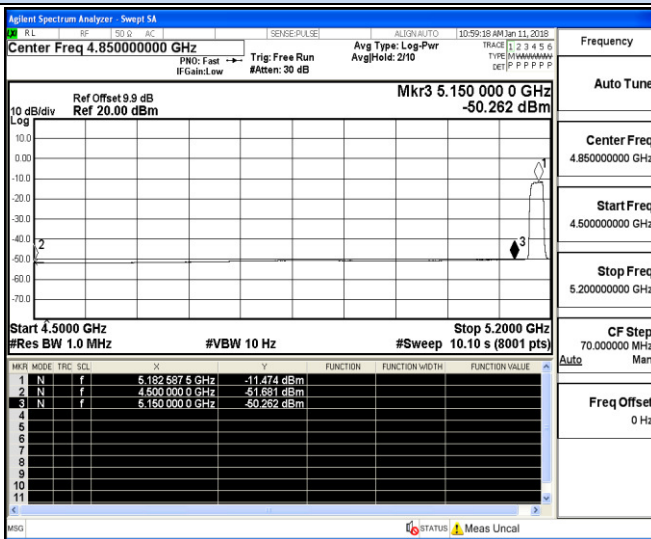 Agilent Spectrum Analyzer - Swept SA
RL RF 50 Ω AC SENSE:PULSE ALIGN AUTO 10:59:18 AM Jan 11, 2018
Center Freq 4.850000000 GHz
PNO: Fast
IFGain:Low
Trig: Free Run
#Atten: 30 dB
Avg Type: Log-Pwr
Avg|Hold: 2/10
TRACE 1 2 3 4 5 6
TYPE M W W W W W
DET P P P P P P
Ref Offset 9.9 dB
10 dB/div Ref 20.00 dBm
Log
Mkr3 5.150 000 0 GHz
-50.262 dBm
10.0
0.00
-10.0
-20.0
-30.0
-40.0
-50.0
-60.0
-70.0
1
2
3
Start 4.5000 GHz Stop 5.2000 GHz
#Res BW 1.0 MHz #VBW 10 Hz #Sweep 10.10 s (8001 pts)
MKR MODE TRC SCL X Y FUNCTION FUNCTION WIDTH FUNCTION VALUE
1 N f 5.182 587 5 GHz -11.474 dBm
2 N f 4.500 000 0 GHz -51.681 dBm
3 N f 5.150 000 0 GHz -50.262 dBm
4
5
6
7
8
9
10
11
MSG STATUS Meas Uncal
Frequency
Auto Tune
Center Freq
4.850000000 GHz
Start Freq
4.500000000 GHz
Stop Freq
5.200000000 GHz
CF Step
70.000000 MHz
Auto Man
Freq Offset
0 Hz